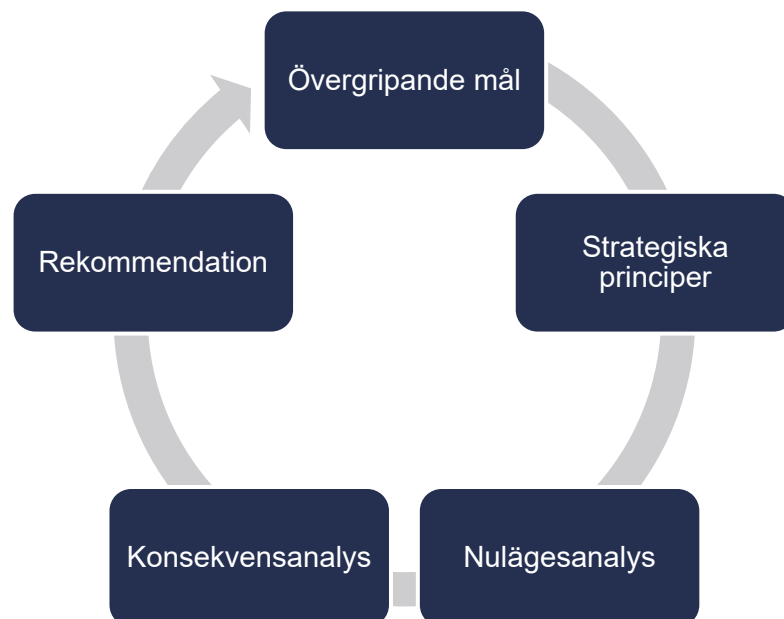 Övergripande mål
Strategiska
principer
Nulägesanalys
Konsekvensanalys
Rekommendation